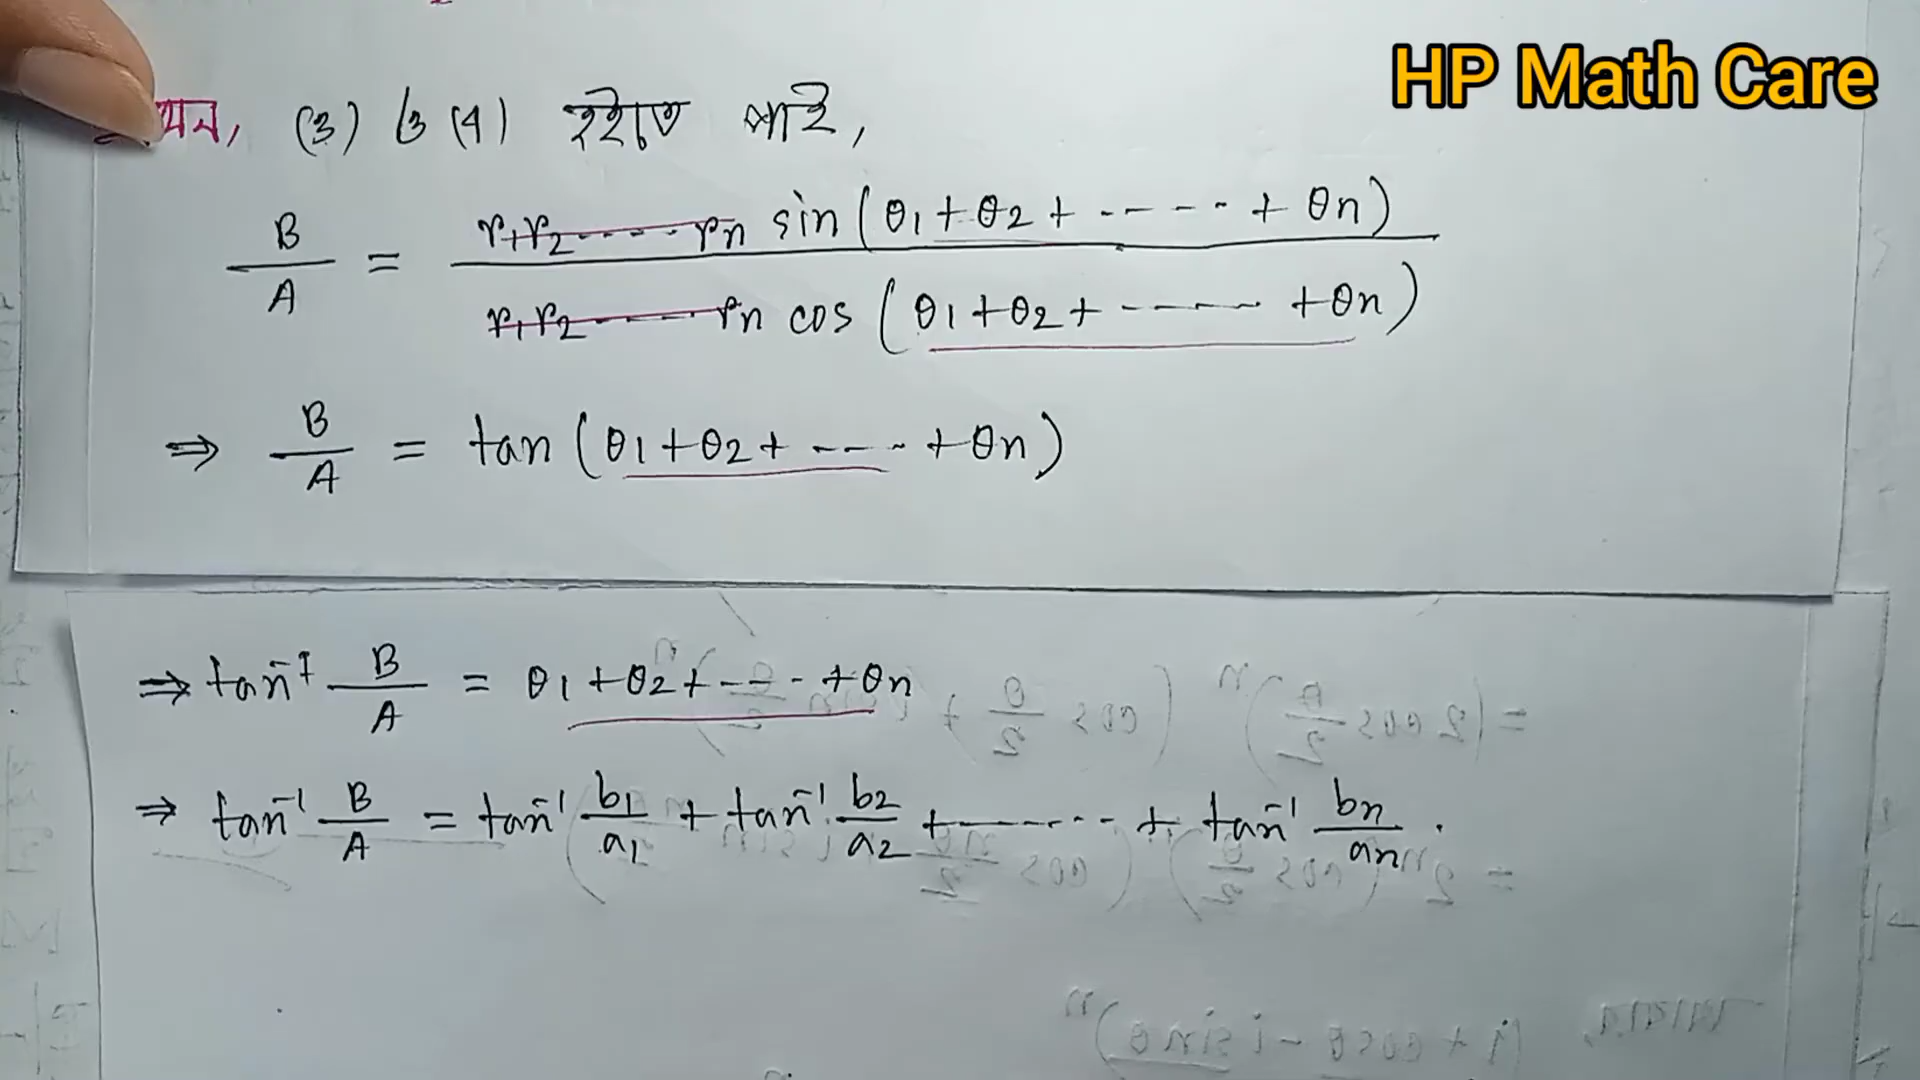 HP Math Care
(3) ও (4) হইতে পাই,
B/A = r1r2-----rn sin(θ1+θ2+-----+θn) / r1r2-----rn cos(θ1+θ2+-----+θn)
⇒ B/A = tan(θ1+θ2+----+θn)
⇒ tan⁻¹ B/A = θ1+θ2+----+θn
⇒ tan⁻¹ B/A = tan⁻¹ b1/a1 + tan⁻¹ b2/a2 +-------+ tan⁻¹ bn/an .